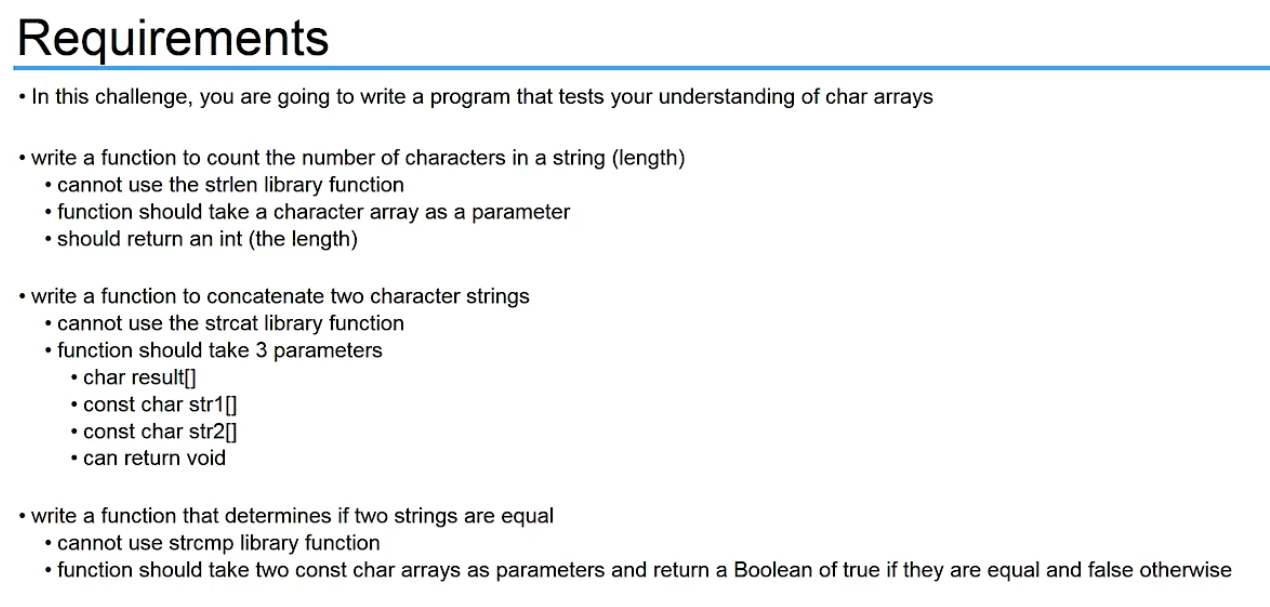 Requirements
• In this challenge, you are going to write a program that tests your understanding of char arrays
• write a function to count the number of characters in a string (length)
• cannot use the strlen library function
• function should take a character array as a parameter
• should return an int (the length)
• write a function to concatenate two character strings
• cannot use the strcat library function
• function should take 3 parameters
• char result[]
• const char str1[]
• const char str2[]
• can return void
• write a function that determines if two strings are equal
• cannot use strcmp library function
• function should take two const char arrays as parameters and return a Boolean of true if they are equal and false otherwise